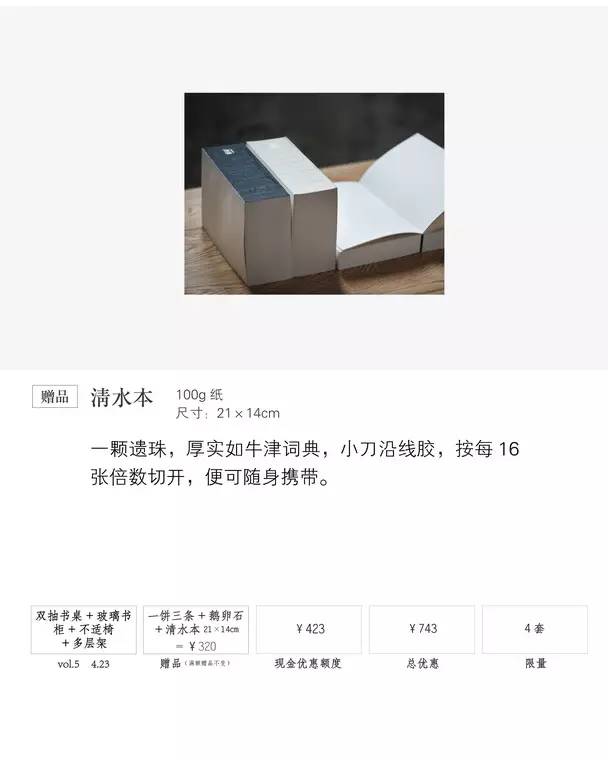 赠品
清水本
100g 纸
尺寸：21×14cm
一颗遗珠，厚实如牛津词典，小刀沿线胶，按每 16
张倍数切开，便可随身携带。
双抽书桌＋玻璃书
柜＋不适椅
＋多层架
vol.5 4.23
一饼三条＋鹅卵石
＋清水本 21×14cm
= ￥320
赠品（满额赠品不变）
￥423
现金优惠额度
￥743
总优惠
4 套
限量